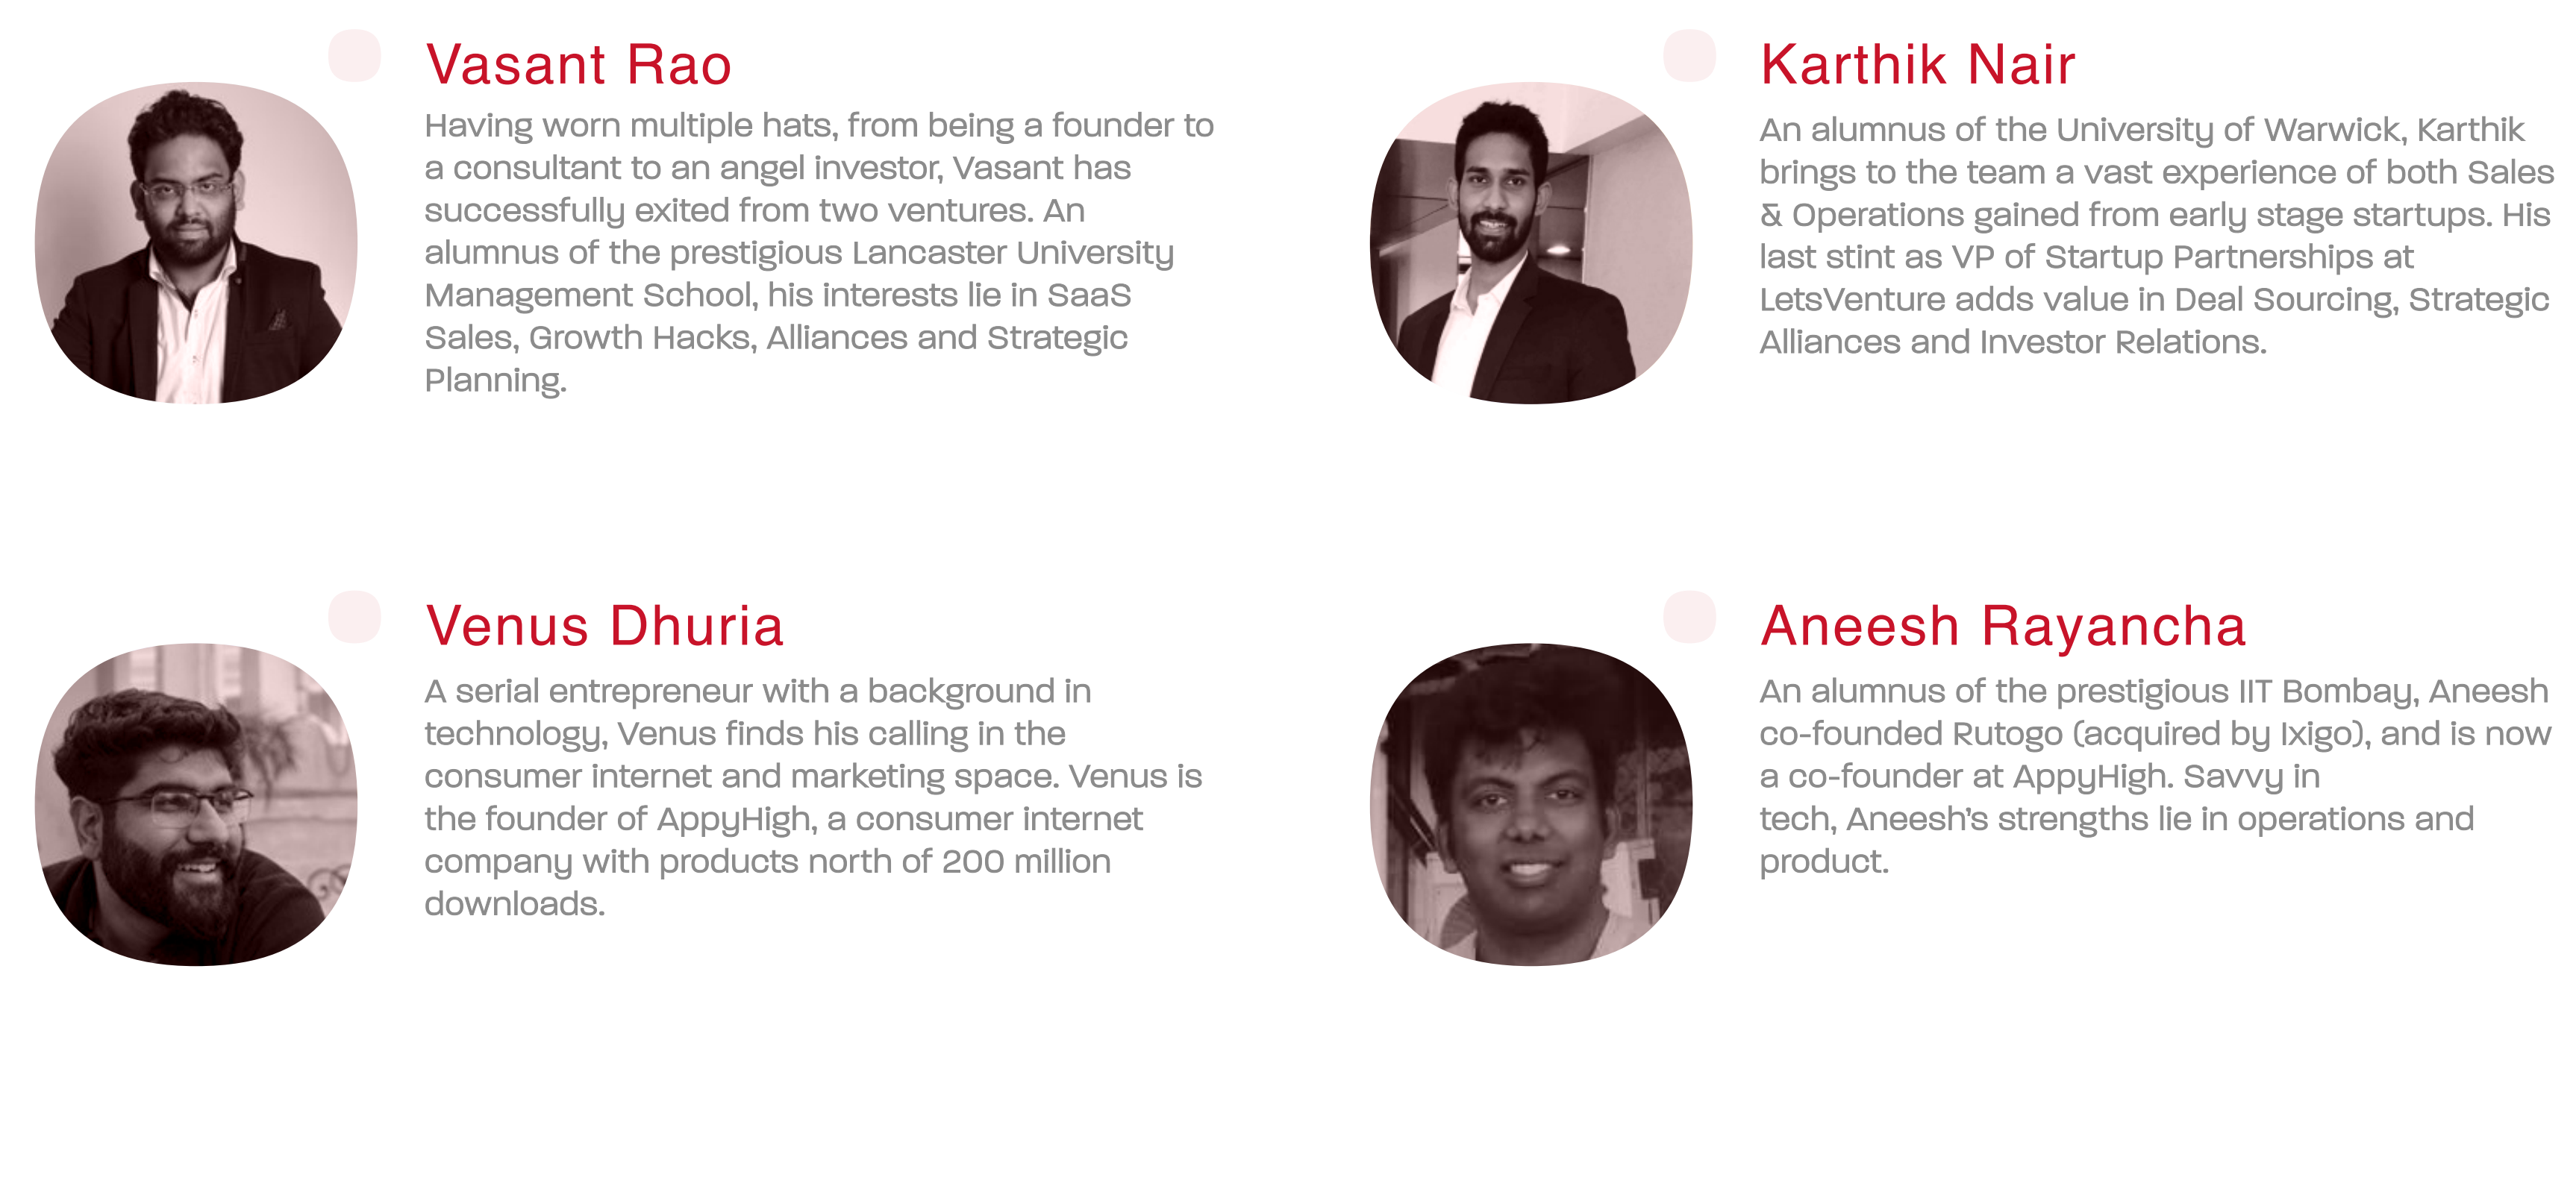 Vasant Rao
Having worn multiple hats, from being a founder to
a consultant to an angel investor, Vasant has
successfully exited from two ventures. An
alumnus of the prestigious Lancaster University
Management School, his interests lie in SaaS
Sales, Growth Hacks, Alliances and Strategic
Planning.
Karthik Nair
An alumnus of the University of Warwick, Karthik
brings to the team a vast experience of both Sales
& Operations gained from early stage startups. His
last stint as VP of Startup Partnerships at
LetsVenture adds value in Deal Sourcing, Strategic
Alliances and Investor Relations.
Venus Dhuria
A serial entrepreneur with a background in
technology, Venus finds his calling in the
consumer internet and marketing space. Venus is
the founder of AppyHigh, a consumer internet
company with products north of 200 million
downloads.
Aneesh Rayancha
An alumnus of the prestigious IIT Bombay, Aneesh
co-founded Rutogo (acquired by Ixigo), and is now
a co-founder at AppyHigh. Savvy in
tech, Aneesh’s strengths lie in operations and
product.